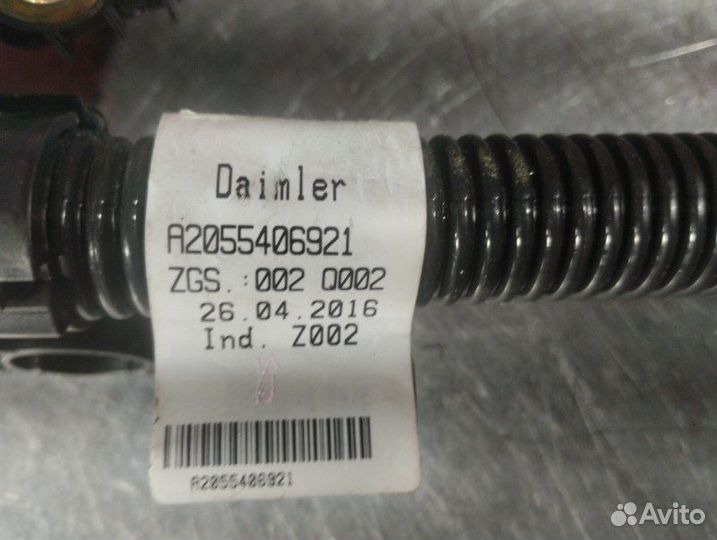 Daimler
A2055406921
ZGS.:002 Q002
26.04.2016
Ind. Z002
A2055406921
Avito